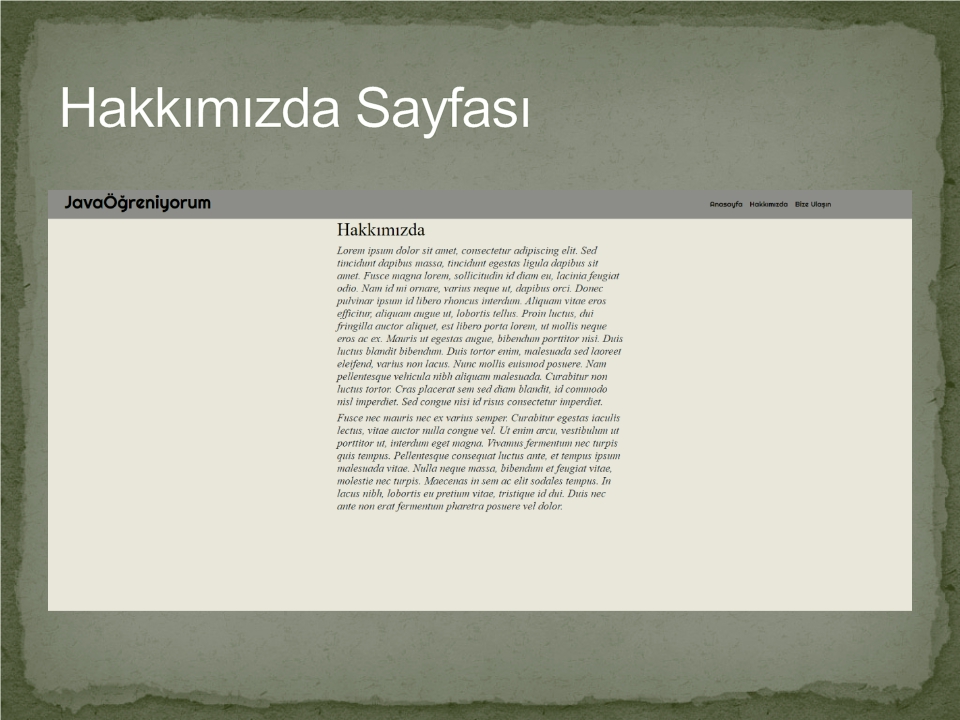 Hakkımızda Sayfası
JavaÖğreniyorum
Anasayfa Hakkımızda Bize Ulaşın
Hakkımızda
Lorem ipsum dolor sit amet, consectetur adipiscing elit. Sed
tincidunt dapibus massa, tincidunt egestas ligula dapibus sit
amet. Fusce magna lorem, sollicitudin id diam eu, lacinia feugiat
odio. Nam id mi ornare, varius neque ut, dapibus orci. Donec
pulvinar ipsum id libero rhoncus interdum. Aliquam vitae eros
efficitur, aliquam augue ut, lobortis tellus. Proin luctus, dui
fringilla auctor aliquet, est libero porta lorem, ut mollis neque
eros ac ex. Mauris ut egestas augue, bibendum porttitor nisi. Duis
luctus blandit bibendum. Duis tortor enim, malesuada sed laoreet
eleifend, varius non lacus. Nunc mollis euismod posuere. Nam
pellentesque vehicula nibh aliquam malesuada. Curabitur non
luctus tortor. Cras placerat sem sed diam blandit, id commodo
nisl imperdiet. Sed congue nisi id risus consectetur imperdiet.
Fusce nec mauris nec ex varius semper. Curabitur egestas iaculis
lectus, vitae auctor nulla congue vel. Ut enim arcu, vestibulum ut
porttitor ut, interdum eget magna. Vivamus fermentum nec turpis
quis tempus. Pellentesque consequat luctus ante, et tempus ipsum
malesuada vitae. Nulla neque massa, bibendum et feugiat vitae,
molestie nec turpis. Maecenas in sem ac elit sodales tempus. In
lacus nibh, lobortis eu pretium vitae, tristique id dui. Duis nec
ante non erat fermentum pharetra posuere vel dolor.